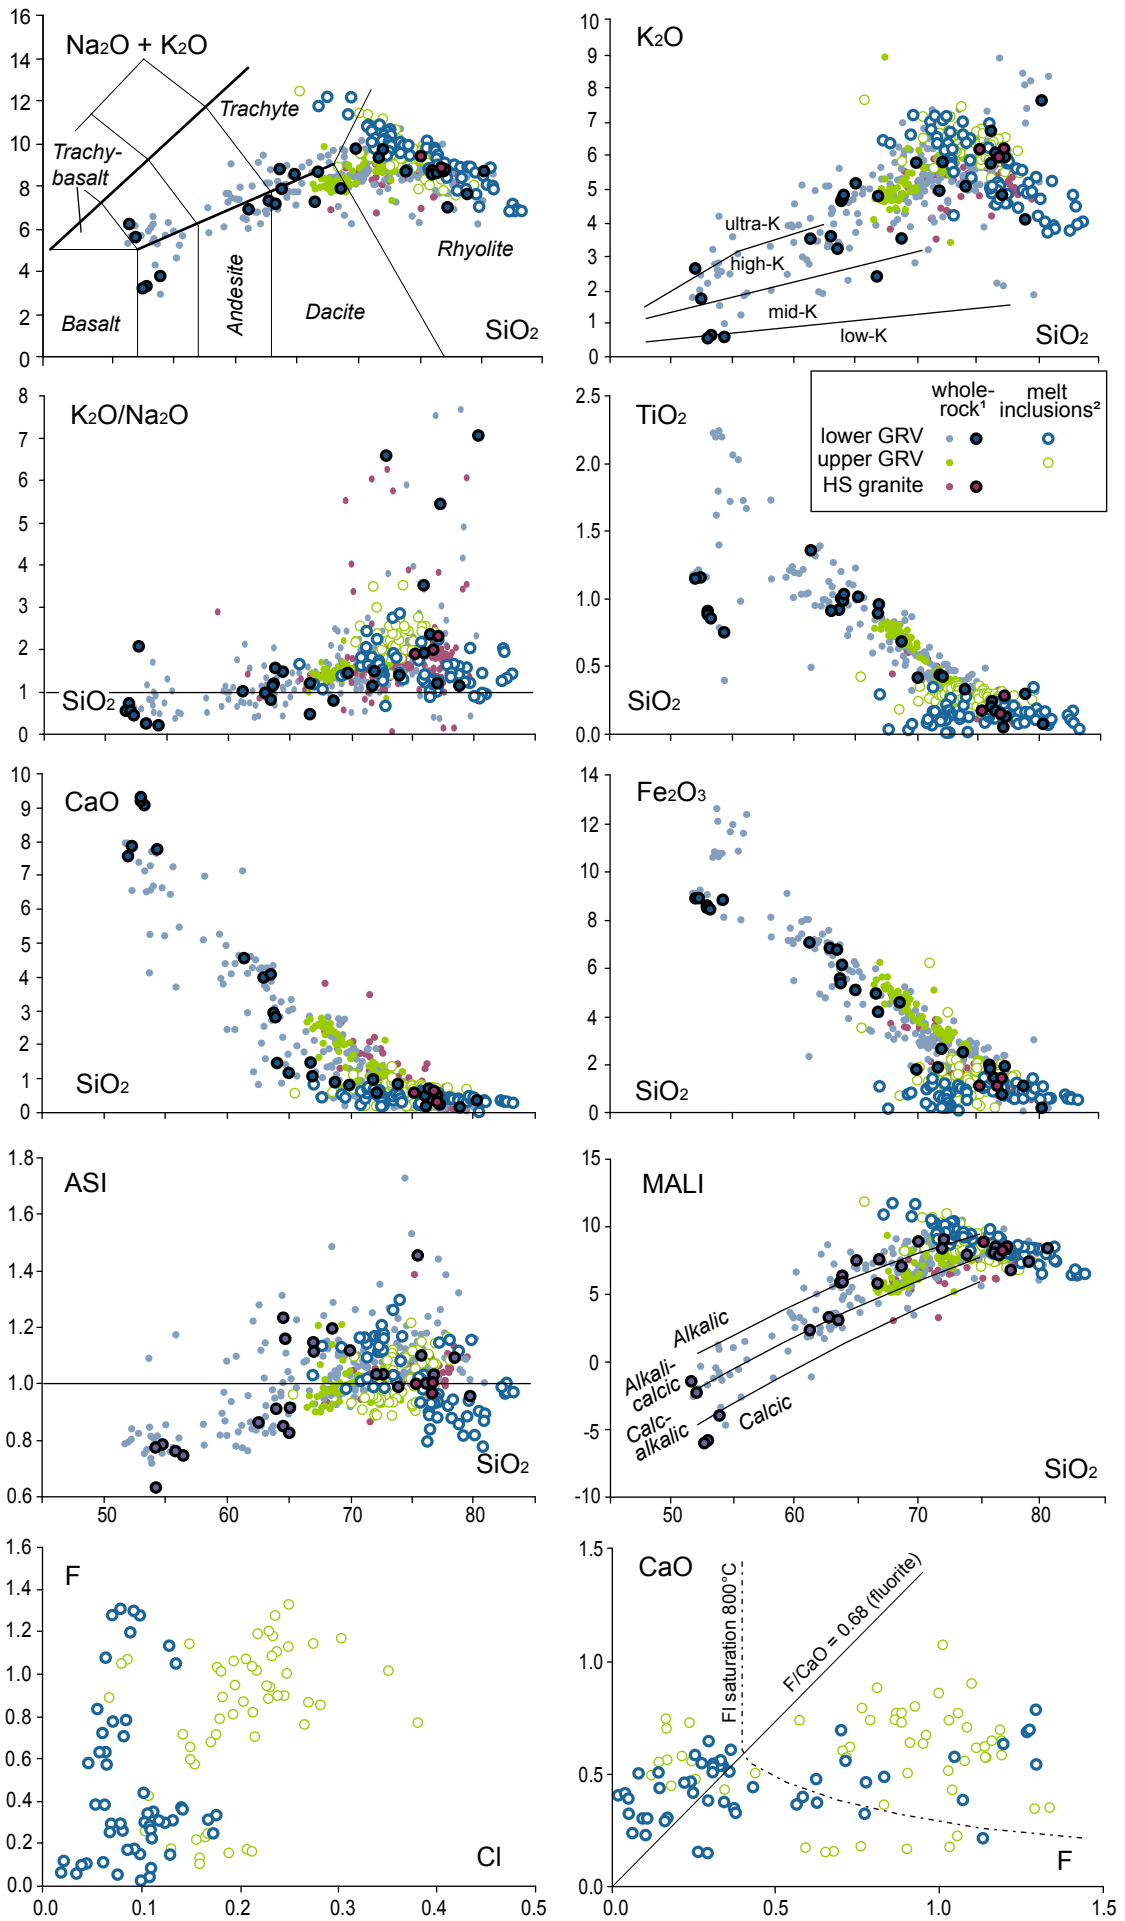 16
14
12
10
8
6
4
2
0
Na2O + K2O
Trachyte
Trachy-
basalt
Basalt
Andesite
Dacite
Rhyolite
SiO2
10
9
8
7
6
5
4
3
2
1
0
K2O
ultra-K
high-K
mid-K
low-K
SiO2
8
7
6
5
4
3
2
1
0
K2O/Na2O
SiO2
2.5
2.0
1.5
1.0
0.5
0.0
TiO2
SiO2
whole-
rock¹
melt
inclusions²
lower GRV
upper GRV
HS granite
10
9
8
7
6
5
4
3
2
1
0
CaO
SiO2
14
12
10
8
6
4
2
0
Fe2O3
SiO2
1.8
1.6
1.4
1.2
1.0
0.8
0.6
ASI
SiO2
50
60
70
80
15
10
5
0
-5
-10
MALI
Alkalic
Alkali-
calcic
Calc-
alkalic
Calcic
SiO2
50
60
70
80
1.6
1.4
1.2
1.0
0.8
0.6
0.4
0.2
0.0
F
Cl
0.0
0.1
0.2
0.3
0.4
0.5
1.5
1.0
0.5
0.0
CaO
Fl saturation 800°C
F/CaO = 0.68 (fluorite)
F
0.0
0.5
1.0
1.5